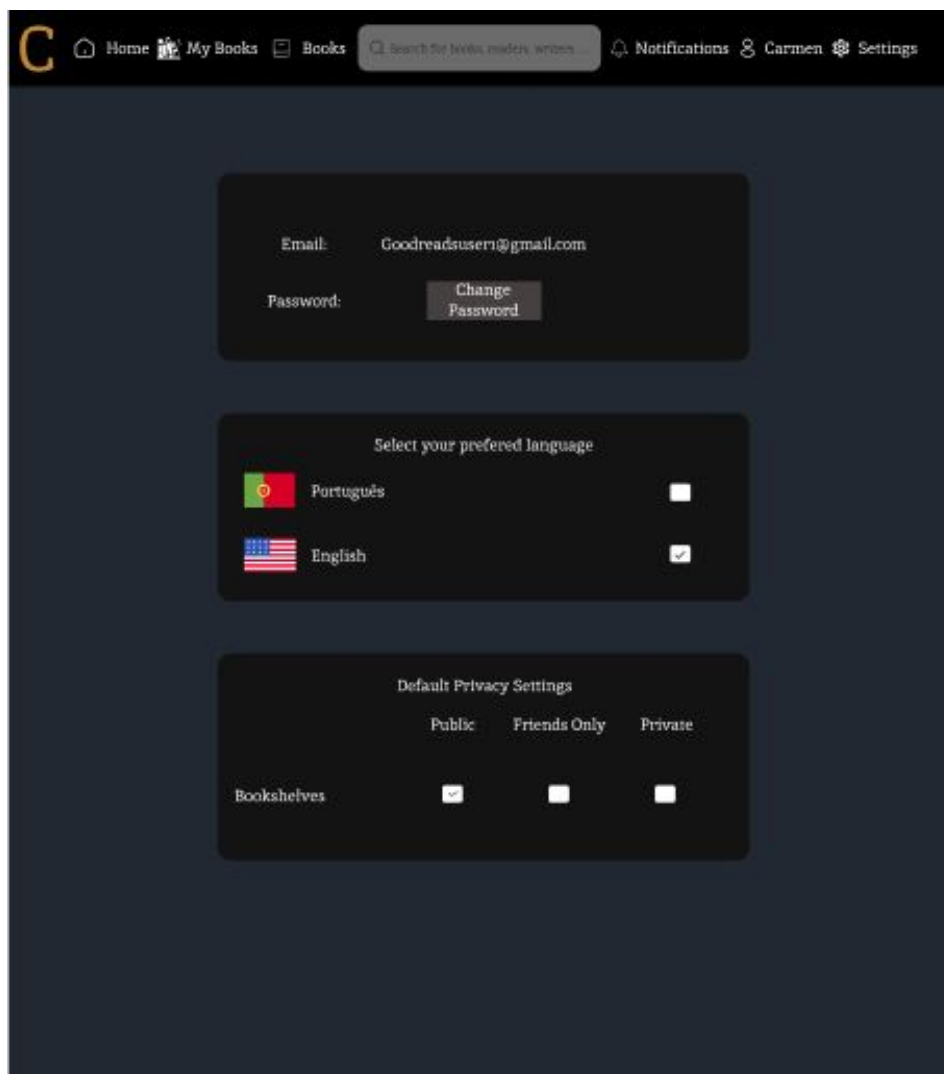 C Home My Books Books Search for books, readers, writers ... Notifications Carmen Settings
Email: Goodreadsuser1@gmail.com
Password: Change
Password
Select your prefered language
Português
English
Default Privacy Settings
Public Friends Only Private
Bookshelves